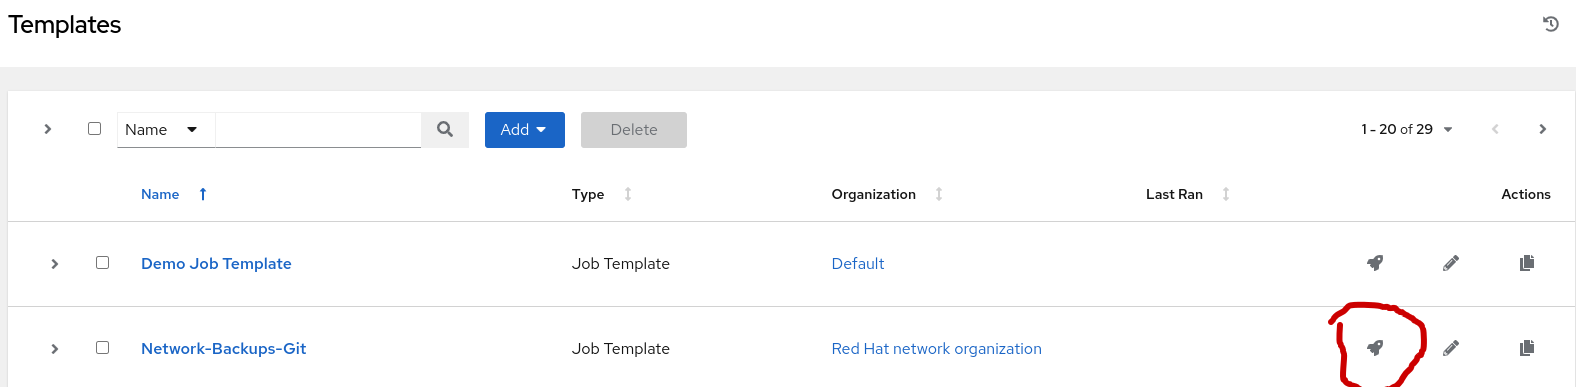 Templates
Name Add Delete 1 - 20 of 29
Name Type Organization Last Ran Actions
Demo Job Template Job Template Default
Network-Backups-Git Job Template Red Hat network organization